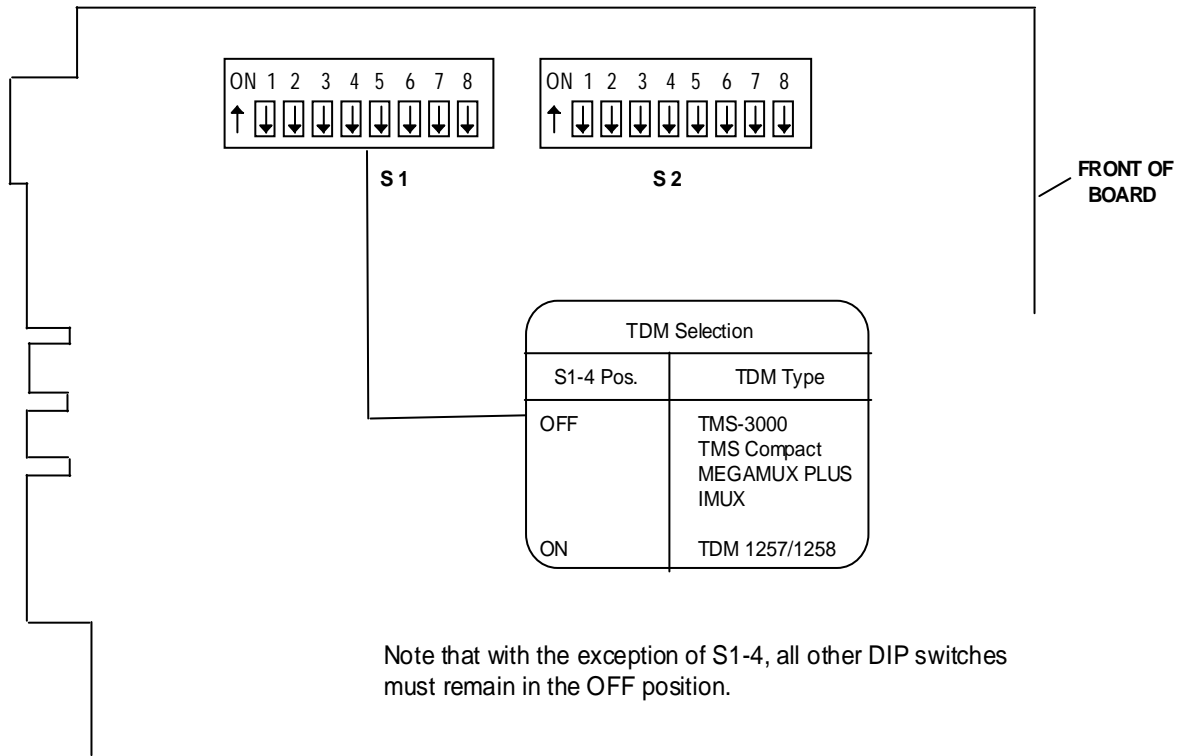 ON 1 2 3 4 5 6 7 8
ON 1 2 3 4 5 6 7 8
S 1
S 2
FRONT OF
BOARD
TDM Selection
S1-4 Pos. TDM Type
OFF TMS-3000
TMS Compact
MEGAMUX PLUS
IMUX
ON TDM 1257/1258
Note that with the exception of S1-4, all other DIP switches
must remain in the OFF position.